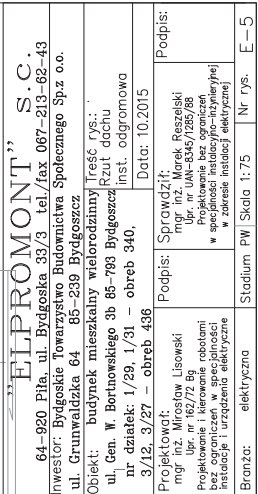 "ELPROMONT" s.c.
64-920 Piła, ul. Bydgoska 33/3 tel./fax 067-213-62-43
Inwestor: Bydgoskie Towarzystwo Budownictwa Społecznego Sp.z o.o.
ul. Grunwaldzka 64 85-239 Bydgoszcz
Obiekt: budynek mieszkalny wielorodzinny
ul. Gen. W. Bortnowskiego 3b 85-793 Bydgoszcz
nr działek: 1/29, 1/31 - obręb 340,
3/12, 3/27 - obręb 436
Treść rys.:
Rzut dachu
inst. odgromowa
Data: 10.2015
Projektował:
mgr inż. Mirosław Lisowski
Upr. nr 162/72 Bg
Projektowanie i kierowanie robotami
bez ograniczeń w specjalności
instalacje i urządzenia elektryczne
Podpis:
Sprawdził:
mgr inż. Marek Reszelski
Upr. nr UAN-8345/1285/88
Projektowanie bez ograniczeń
w specjalności instalacyjno-inżynieryjnej
w zakresie instalacji elektrycznej
Podpis:
Branża: elektryczna
Stadium PW
Skala 1:75
Nr rys. E-5